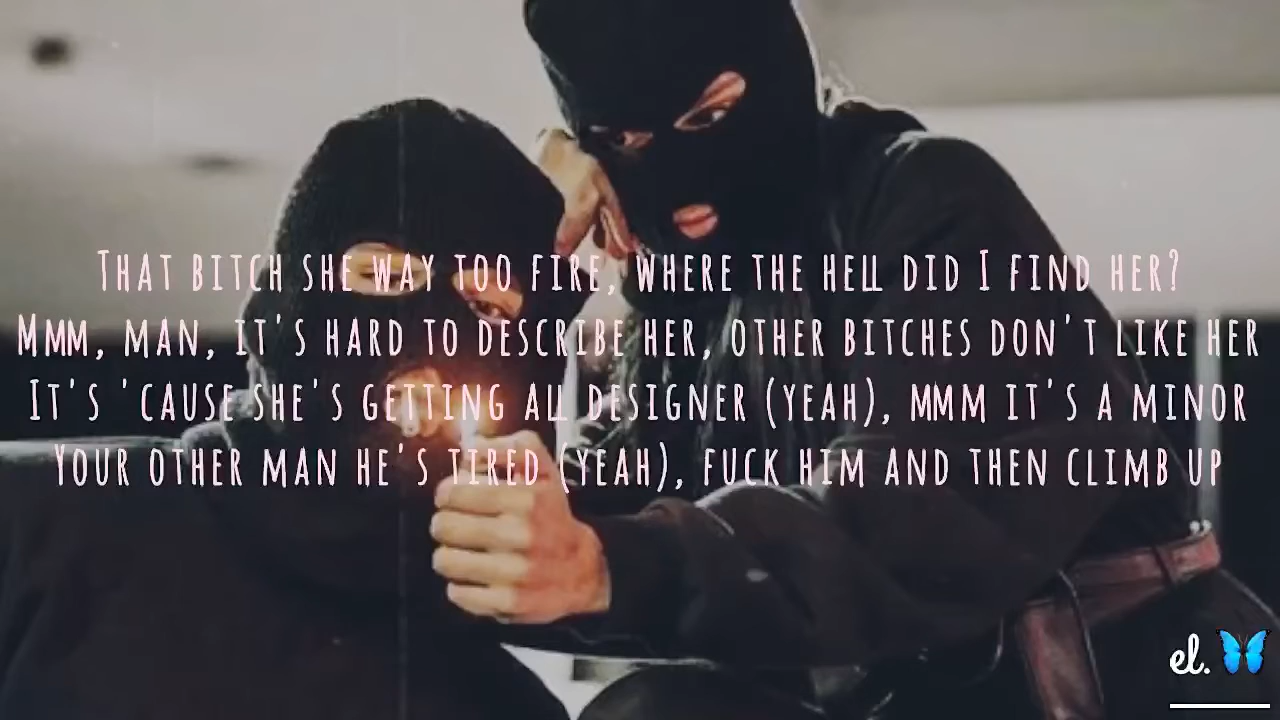 That bitch she way too fire, where the hell did I find her?
Mmm, man, it's hard to describe her, other bitches don't like her
It's 'cause she's getting all designer (yeah), mmm it's a minor
Your other man he's tired (yeah), fuck him and then climb up
el.🦋